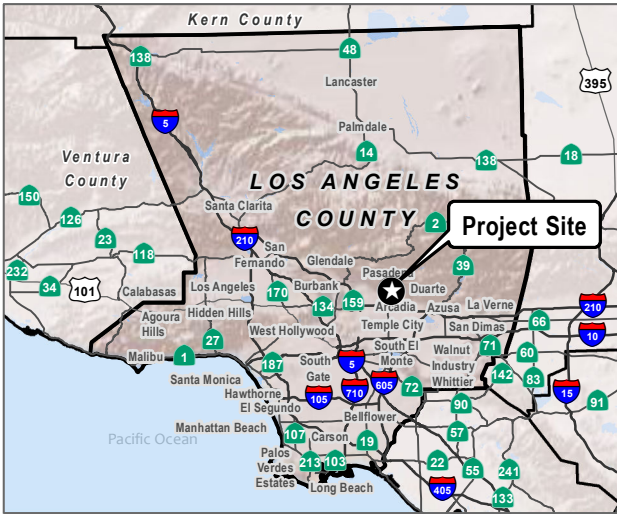 Kern County
138
48
395
Lancaster
5
Palmdale
14
138
18
Ventura
County
LOS ANGELES
COUNTY
150
126
23
118
232
34
101
Santa Clarita
210
San
Fernando
2
Project Site
39
Glendale
Pasadena
Duarte
Calabasas
Los Angeles
170
Burbank
134
159
Arcadia
Azusa
La Verne
210
Agoura
Hills
Hidden Hills
West Hollywood
Temple City
San Dimas
66
10
27
Malibu
1
187
South
Gate
5
South El
Monte
Walnut
71
60
Industry
Whittier
142
83
Santa Monica
Hawthorne
El Segundo
105
710
605
72
15
91
90
Manhattan Beach
107
Carson
Bellflower
19
57
Pacific Ocean
Palos
Verdes
Estates
213
103
Long Beach
22
55
241
405
133